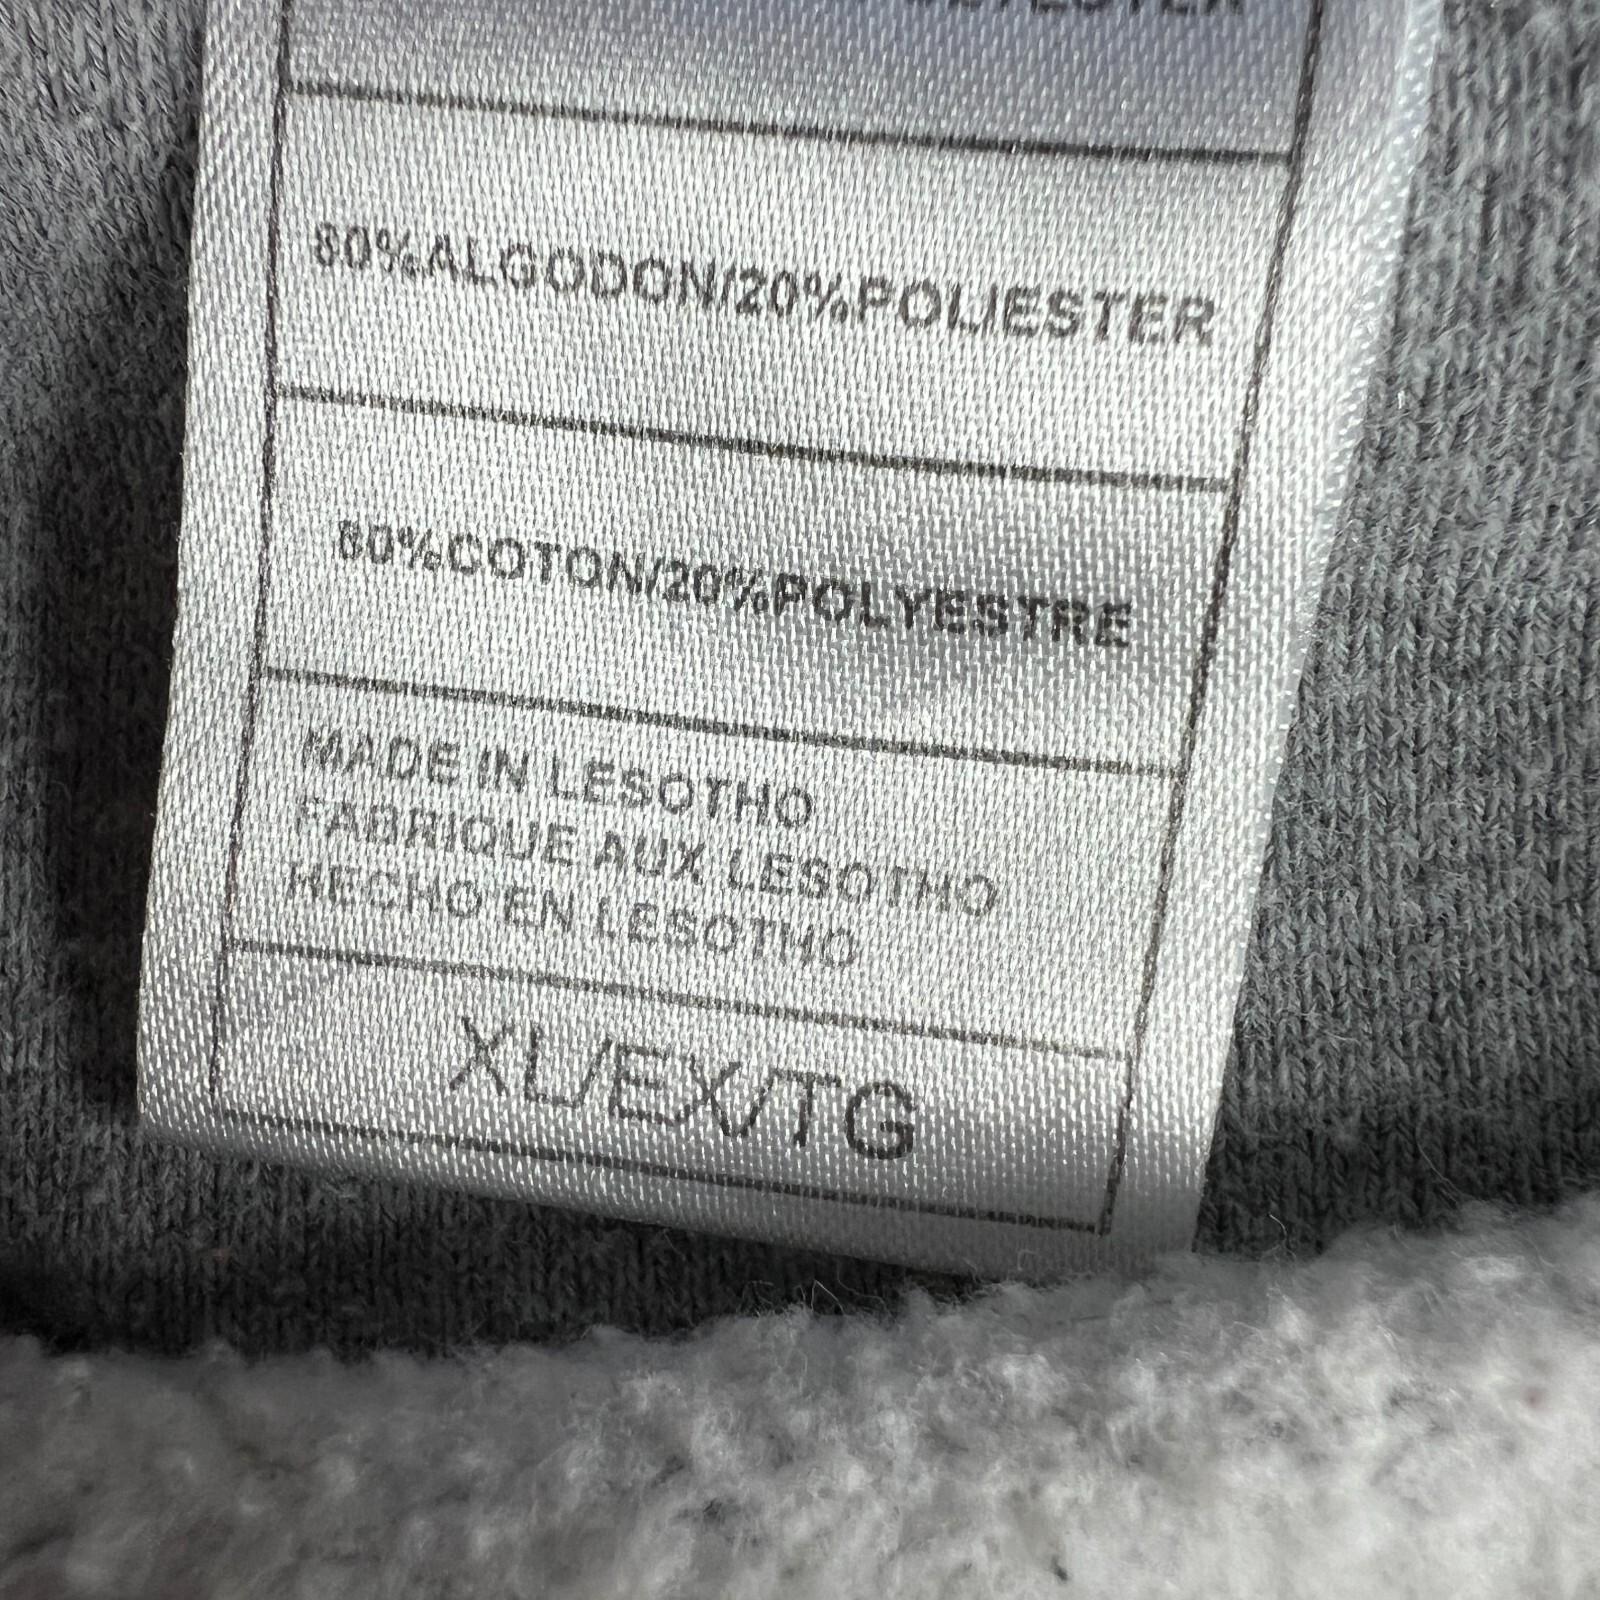 80%ALGODON/20%POLIESTER
80%COTON/20%POLYESTRE
MADE IN LESOTHO
FABRIQUE AUX LESOTHO
HECHO EN LESOTHO
XL/EX/TG